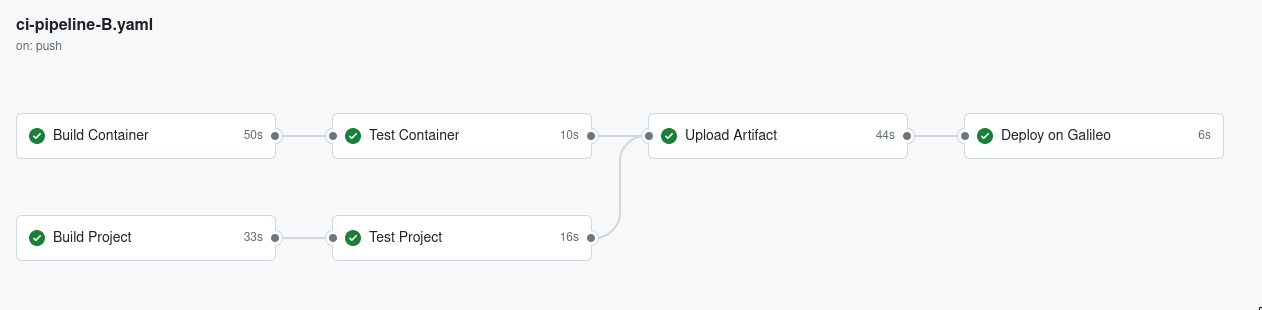 ci-pipeline-B.yaml
on: push
Build Container 50s
Test Container 10s
Upload Artifact 44s
Deploy on Galileo 6s
Build Project 33s
Test Project 16s